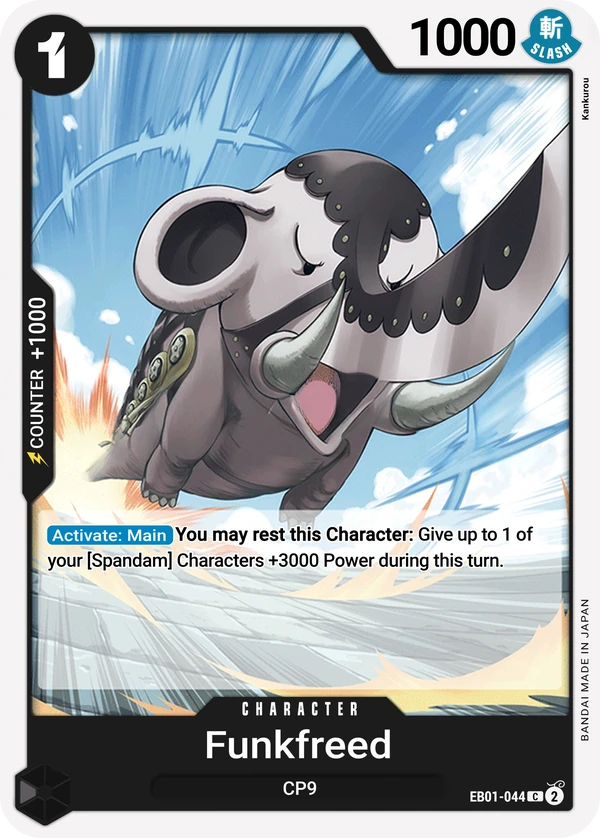 1
1000
斬
SLASH
Kankurou
COUNTER +1000
Activate: Main You may rest this Character: Give up to 1 of
your [Spandam] Characters +3000 Power during this turn.
BANDAI MADE IN JAPAN
CHARACTER
Funkfreed
CP9
EB01-044 C 2